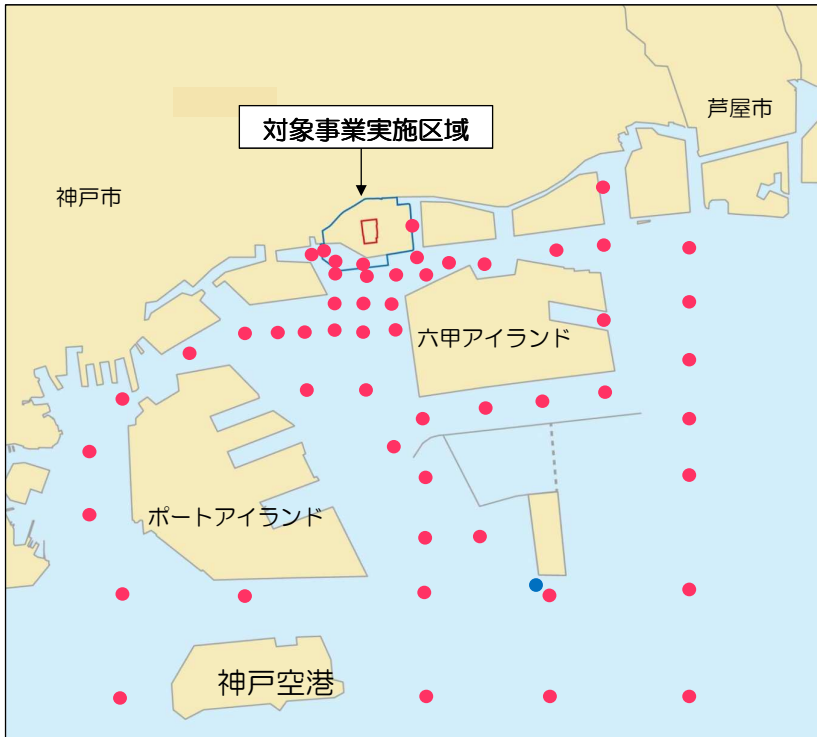 芦屋市
対象事業実施区域
神戸市
六甲アイランド
ポートアイランド
神戸空港